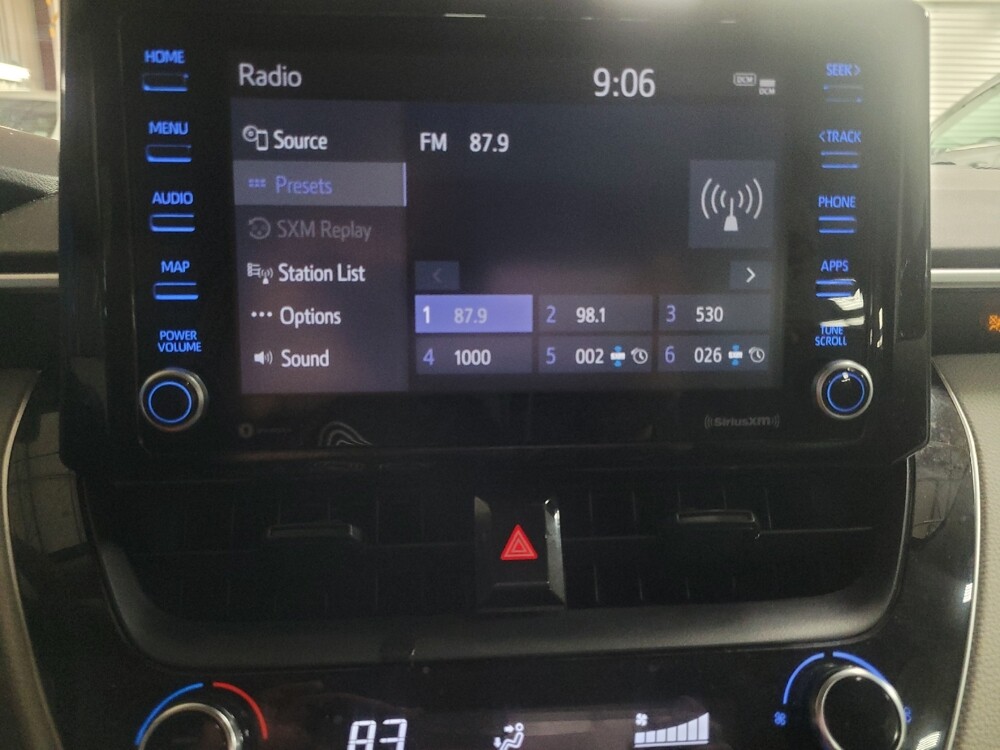 HOME
Radio
9:06
DCM
DCM
SEEK>
MENU
Source
FM 87.9
<TRACK
Presets
AUDIO
SXM Replay
PHONE
MAP
Station List
< >
APPS
Options
1 87.9
2 98.1
3 530
POWER
VOLUME
TUNE
SCROLL
Sound
4 1000
5 002
6 026
((SiriusXM))
83